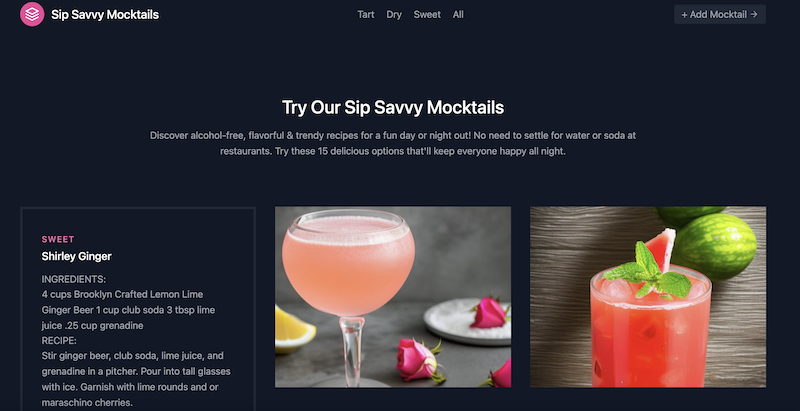 Sip Savvy Mocktails
Tart Dry Sweet All
+ Add Mocktail →
Try Our Sip Savvy Mocktails
Discover alcohol-free, flavorful & trendy recipes for a fun day or night out! No need to settle for water or soda at
restaurants. Try these 15 delicious options that'll keep everyone happy all night.
SWEET
Shirley Ginger
INGREDIENTS:
4 cups Brooklyn Crafted Lemon Lime
Ginger Beer 1 cup club soda 3 tbsp lime
juice .25 cup grenadine
RECIPE:
Stir ginger beer, club soda, lime juice, and
grenadine in a pitcher. Pour into tall glasses
with ice. Garnish with lime rounds and or
maraschino cherries.